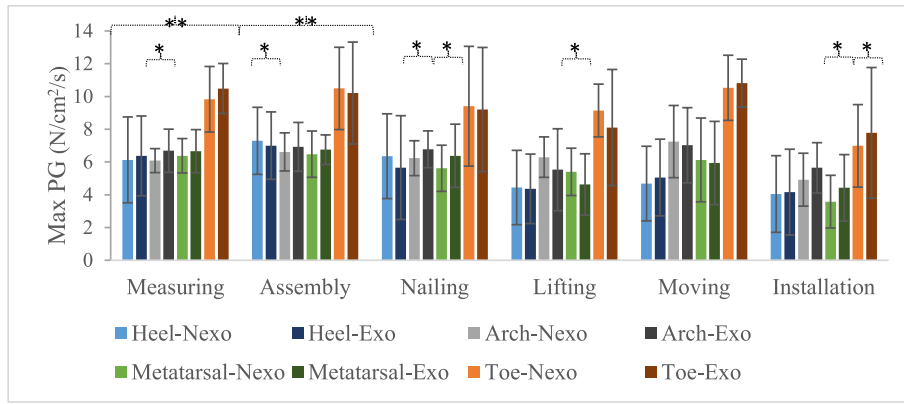 14
** **
12
* * * * * * *
10
8
6
4
2
0
Max PG (N/cm²/s)
Measuring Assembly Nailing Lifting Moving Installation
Heel-Nexo Heel-Exo Arch-Nexo Arch-Exo
Metatarsal-Nexo Metatarsal-Exo Toe-Nexo Toe-Exo